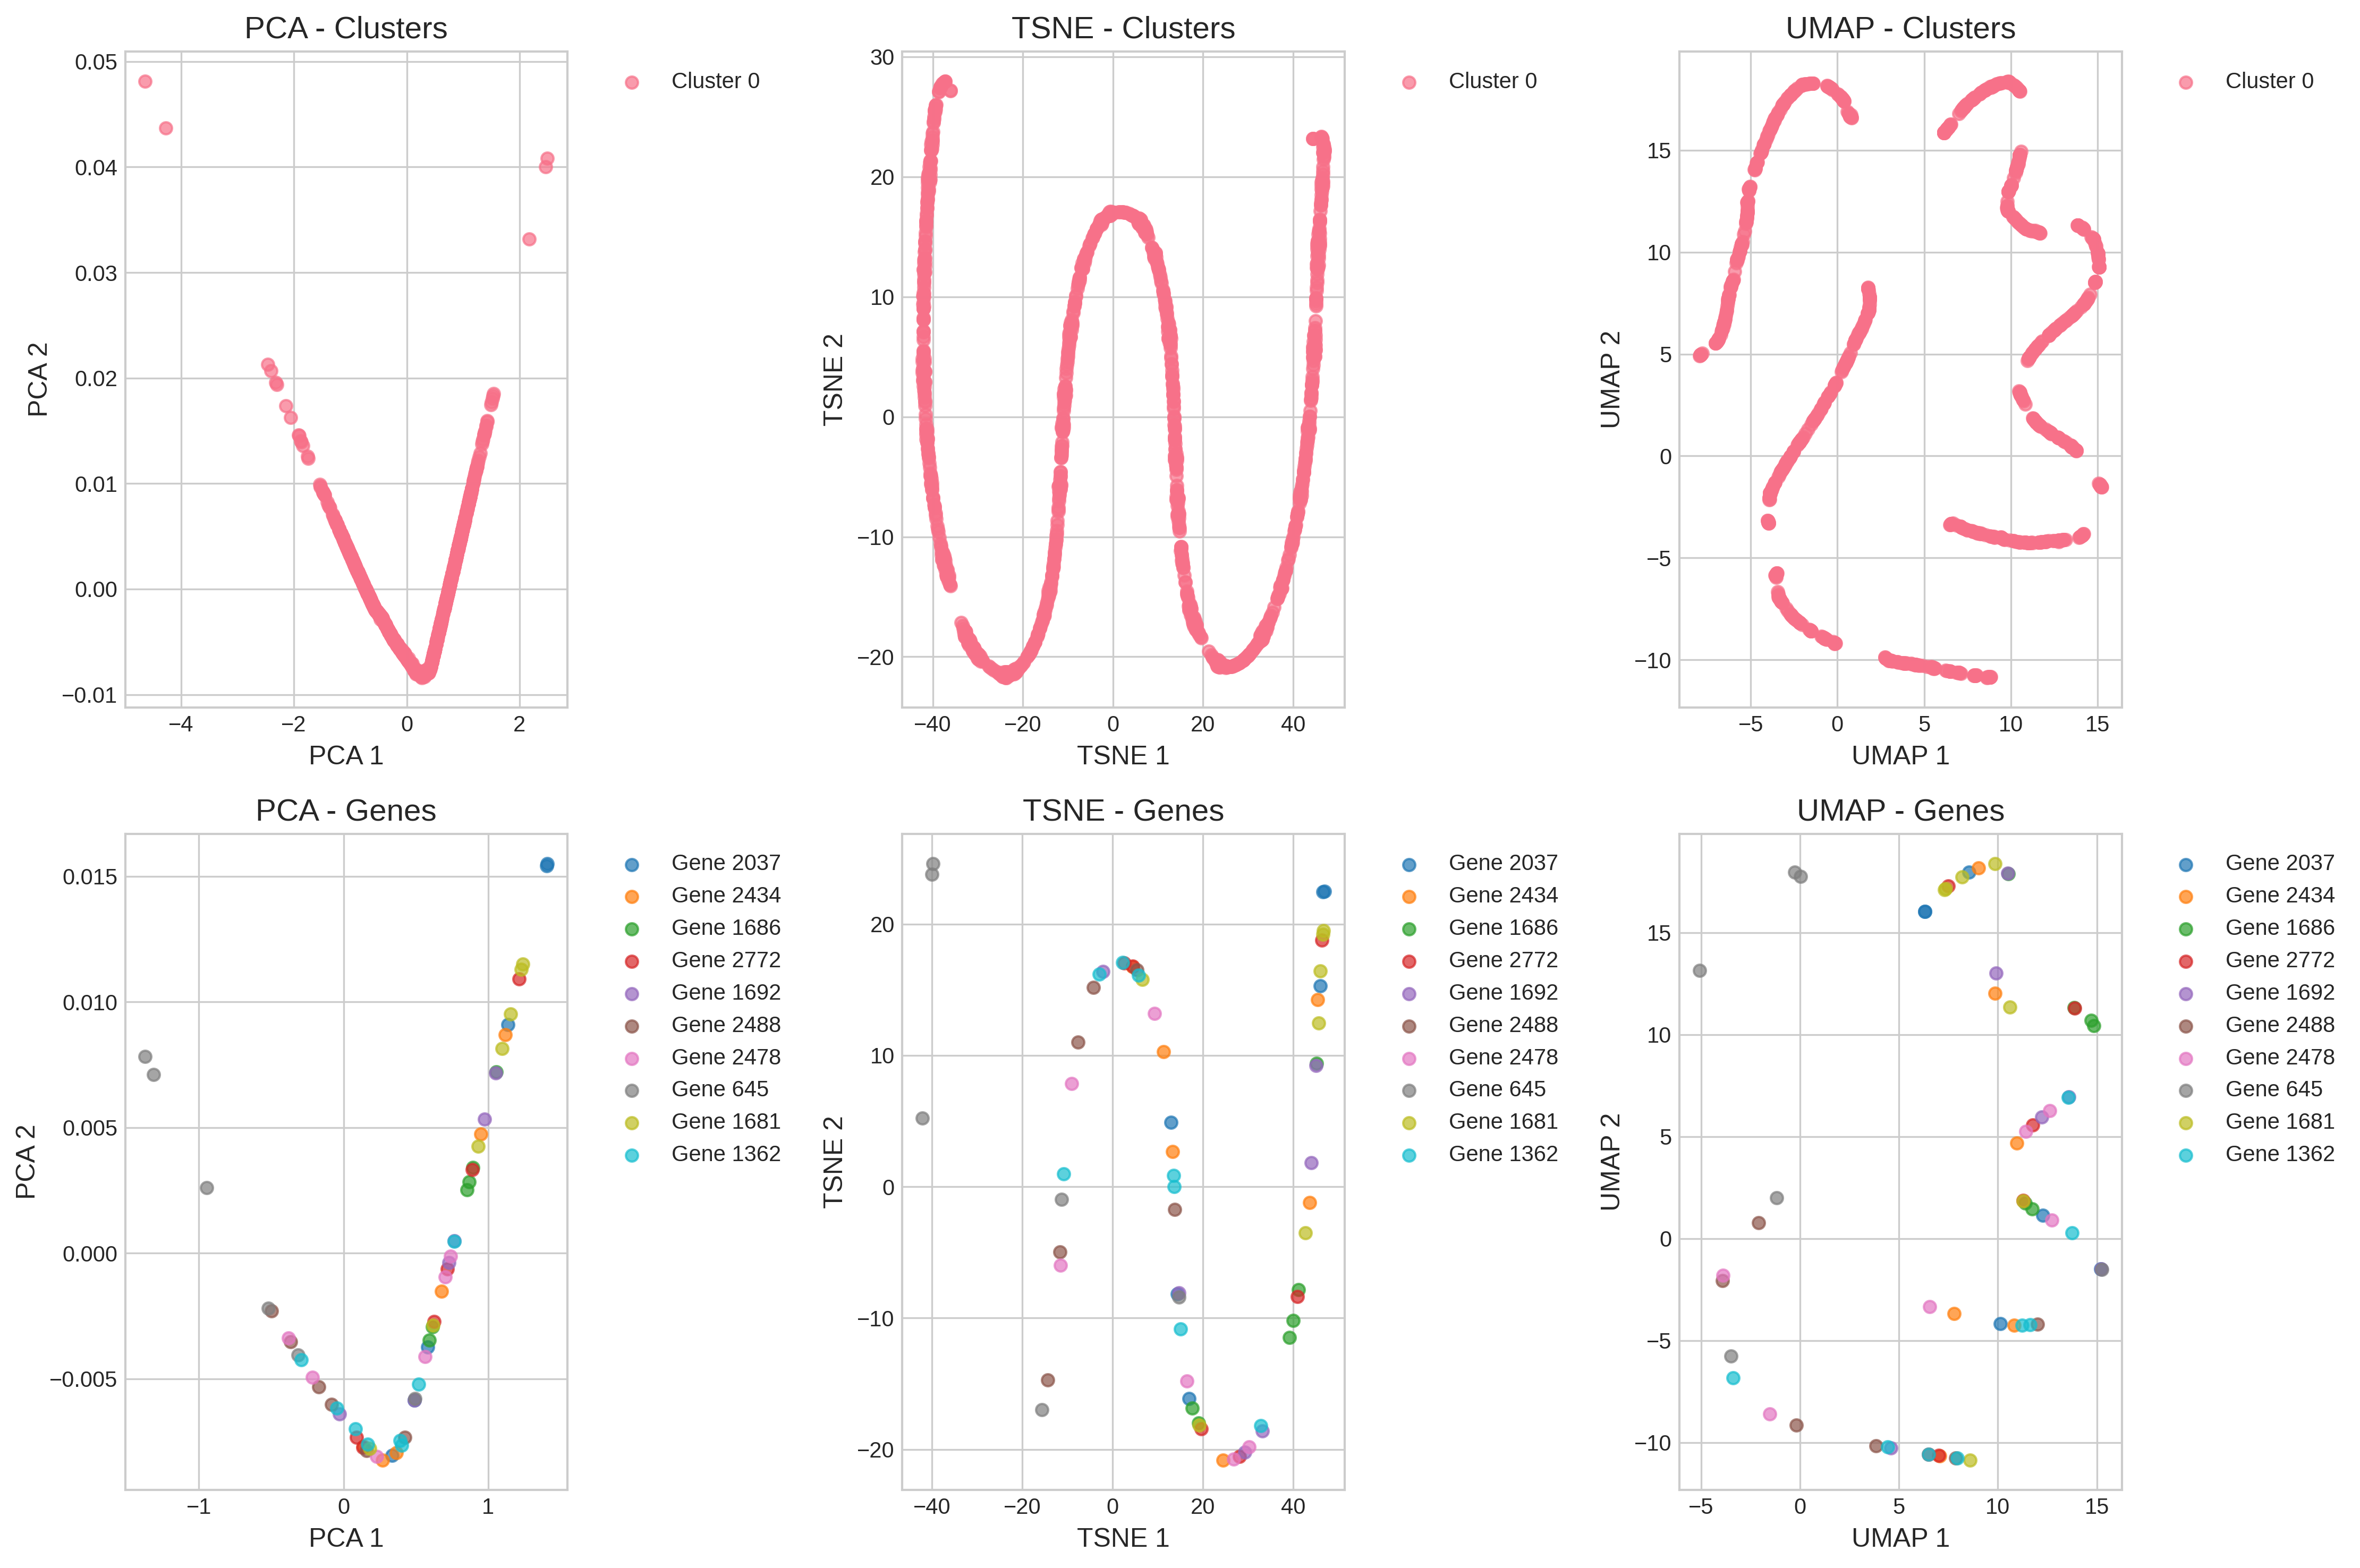 PCA - Clusters
0.05
0.04
0.03
0.02
0.01
0.00
−0.01
PCA 2
−4
−2
0
2
PCA 1
Cluster 0
TSNE - Clusters
30
20
10
0
−10
−20
TSNE 2
−40
−20
0
20
40
TSNE 1
Cluster 0
UMAP - Clusters
15
10
5
0
−5
−10
UMAP 2
−5
0
5
10
15
UMAP 1
Cluster 0
PCA - Genes
0.015
0.010
0.005
0.000
−0.005
PCA 2
−1
0
1
PCA 1
Gene 2037
Gene 2434
Gene 1686
Gene 2772
Gene 1692
Gene 2488
Gene 2478
Gene 645
Gene 1681
Gene 1362
TSNE - Genes
20
10
0
−10
−20
TSNE 2
−40
−20
0
20
40
TSNE 1
Gene 2037
Gene 2434
Gene 1686
Gene 2772
Gene 1692
Gene 2488
Gene 2478
Gene 645
Gene 1681
Gene 1362
UMAP - Genes
15
10
5
0
−5
−10
UMAP 2
−5
0
5
10
15
UMAP 1
Gene 2037
Gene 2434
Gene 1686
Gene 2772
Gene 1692
Gene 2488
Gene 2478
Gene 645
Gene 1681
Gene 1362